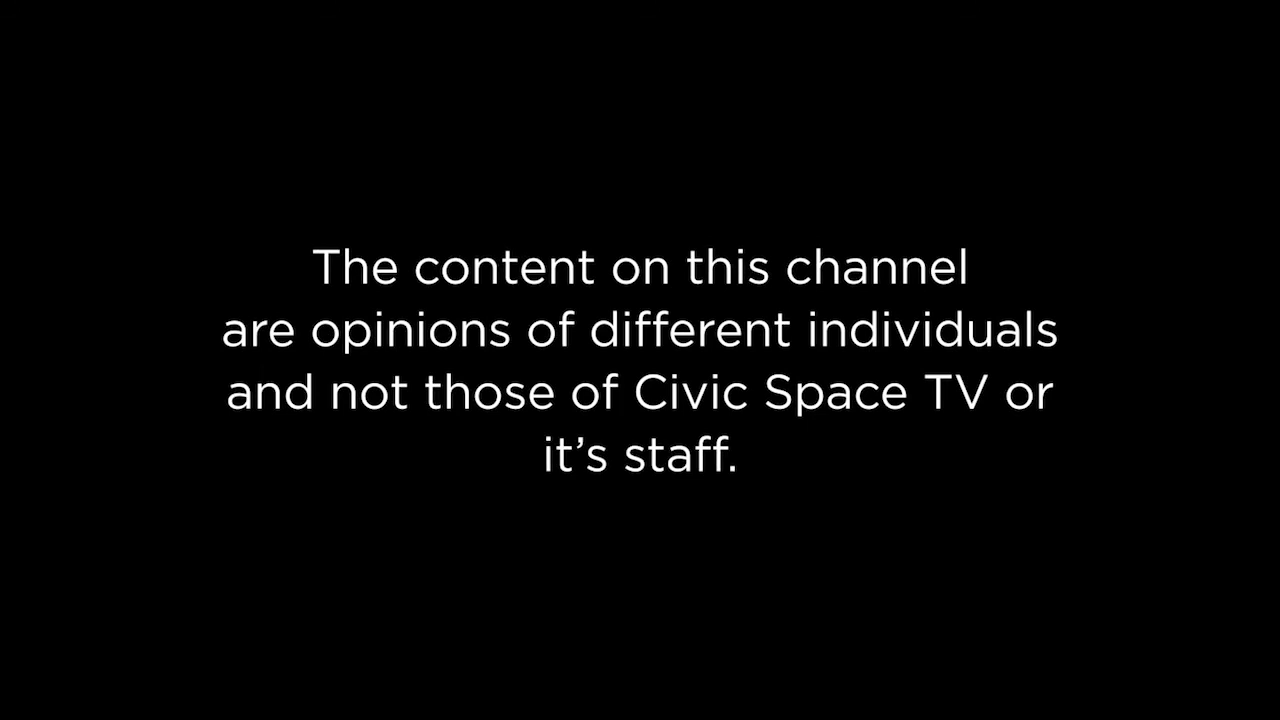 The content on this channel
are opinions of different individuals
and not those of Civic Space TV or
it’s staff.